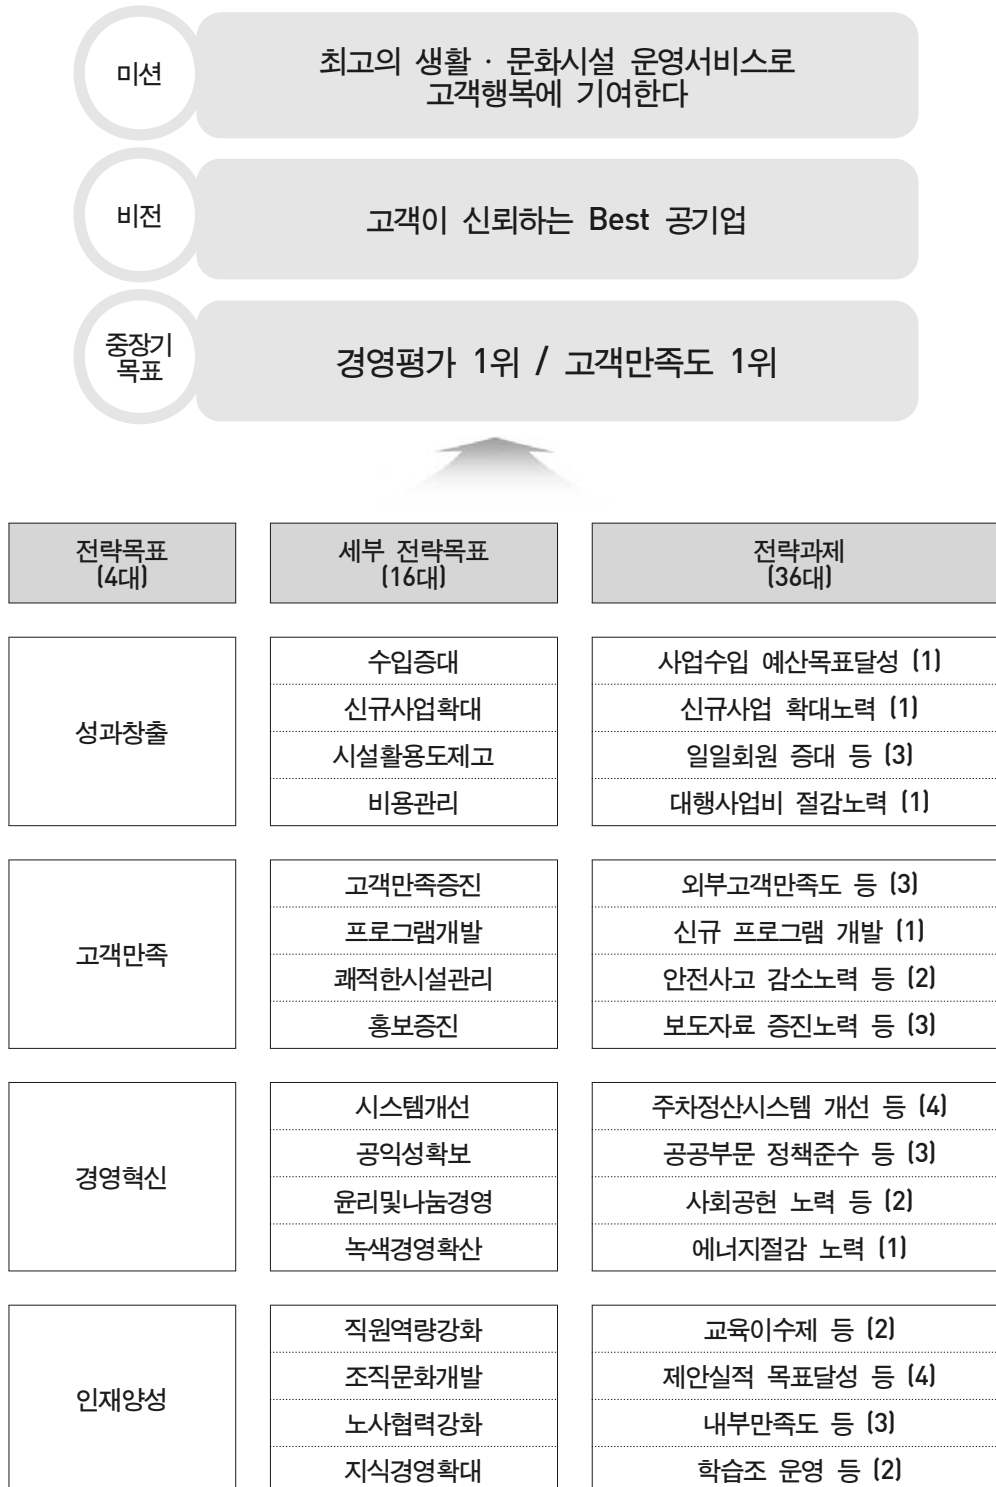 미션
최고의 생활 · 문화시설 운영서비스로
고객행복에 기여한다
비전
고객이 신뢰하는 Best 공기업
중장기
목표
경영평가 1위 / 고객만족도 1위
전략목표
(4대)
세부 전략목표
(16대)
전략과제
(36대)
성과창출
수입증대
사업수입 예산목표달성 (1)
신규사업확대
신규사업 확대노력 (1)
시설활용도제고
일일회원 증대 등 (3)
비용관리
대행사업비 절감노력 (1)
고객만족
고객만족증진
외부고객만족도 등 (3)
프로그램개발
신규 프로그램 개발 (1)
쾌적한시설관리
안전사고 감소노력 등 (2)
홍보증진
보도자료 증진노력 등 (3)
경영혁신
시스템개선
주차정산시스템 개선 등 (4)
공익성확보
공공부문 정책준수 등 (3)
윤리및나눔경영
사회공헌 노력 등 (2)
녹색경영확산
에너지절감 노력 (1)
인재양성
직원역량강화
교육이수제 등 (2)
조직문화개발
제안실적 목표달성 등 (4)
노사협력강화
내부만족도 등 (3)
지식경영확대
학습조 운영 등 (2)